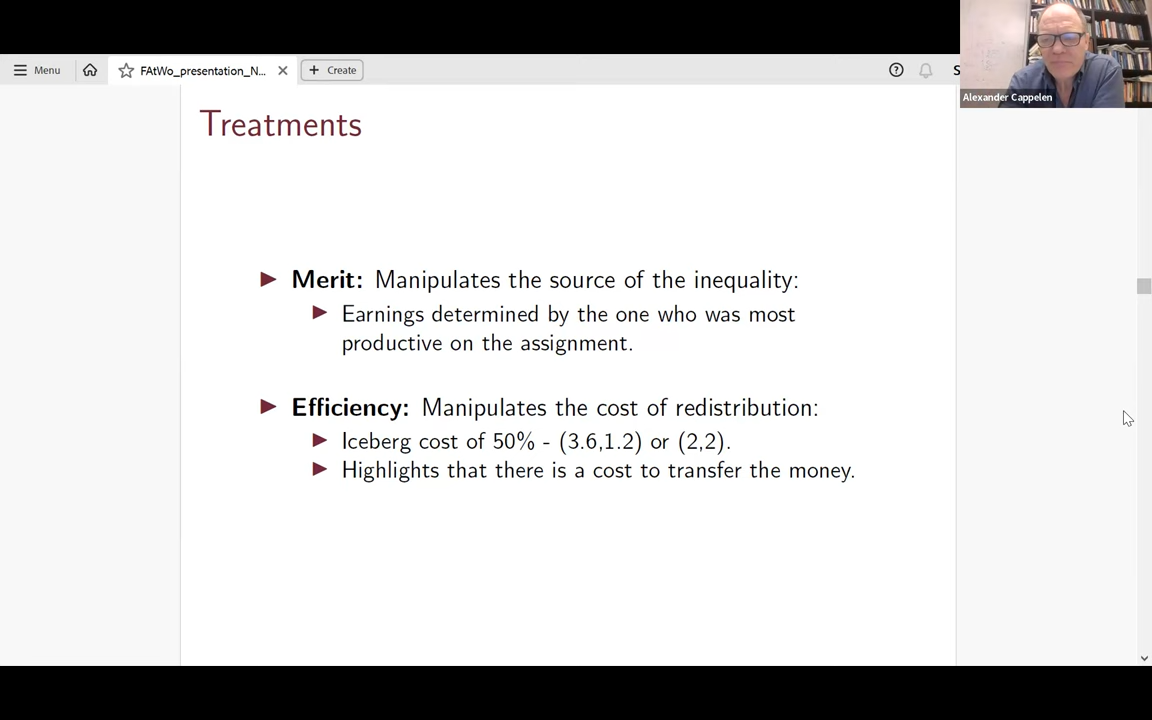 Menu
FAtWo_presentation_N...
Create
S
Alexander Cappelen
Treatments
Merit: Manipulates the source of the inequality:
Earnings determined by the one who was most
productive on the assignment.
Efficiency: Manipulates the cost of redistribution:
Iceberg cost of 50% - (3.6,1.2) or (2,2).
Highlights that there is a cost to transfer the money.